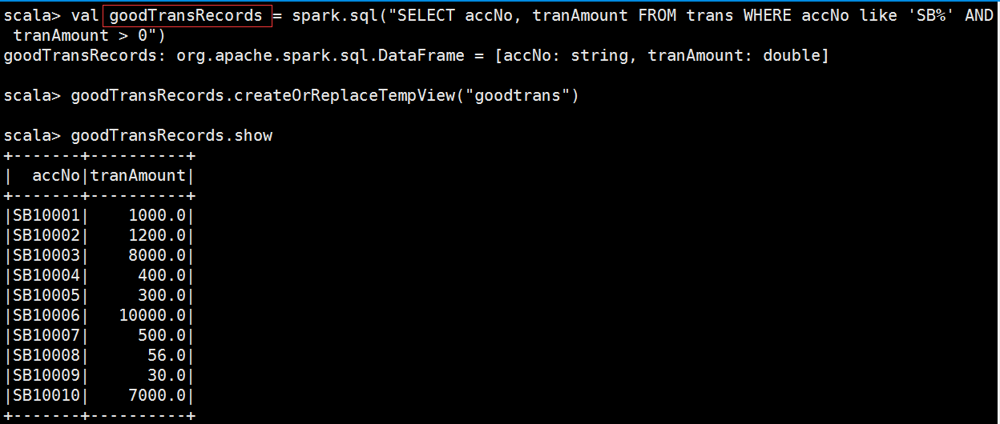 scala> val goodTransRecords = spark.sql("SELECT accNo, tranAmount FROM trans WHERE accNo like 'SB%' AND
 tranAmount > 0")
goodTransRecords: org.apache.spark.sql.DataFrame = [accNo: string, tranAmount: double]
scala> goodTransRecords.createOrReplaceTempView("goodtrans")
scala> goodTransRecords.show
+-------+----------+
|  accNo|tranAmount|
+-------+----------+
|SB10001|    1000.0|
|SB10002|    1200.0|
|SB10003|    8000.0|
|SB10004|     400.0|
|SB10005|     300.0|
|SB10006|   10000.0|
|SB10007|     500.0|
|SB10008|      56.0|
|SB10009|      30.0|
|SB10010|    7000.0|
+-------+----------+